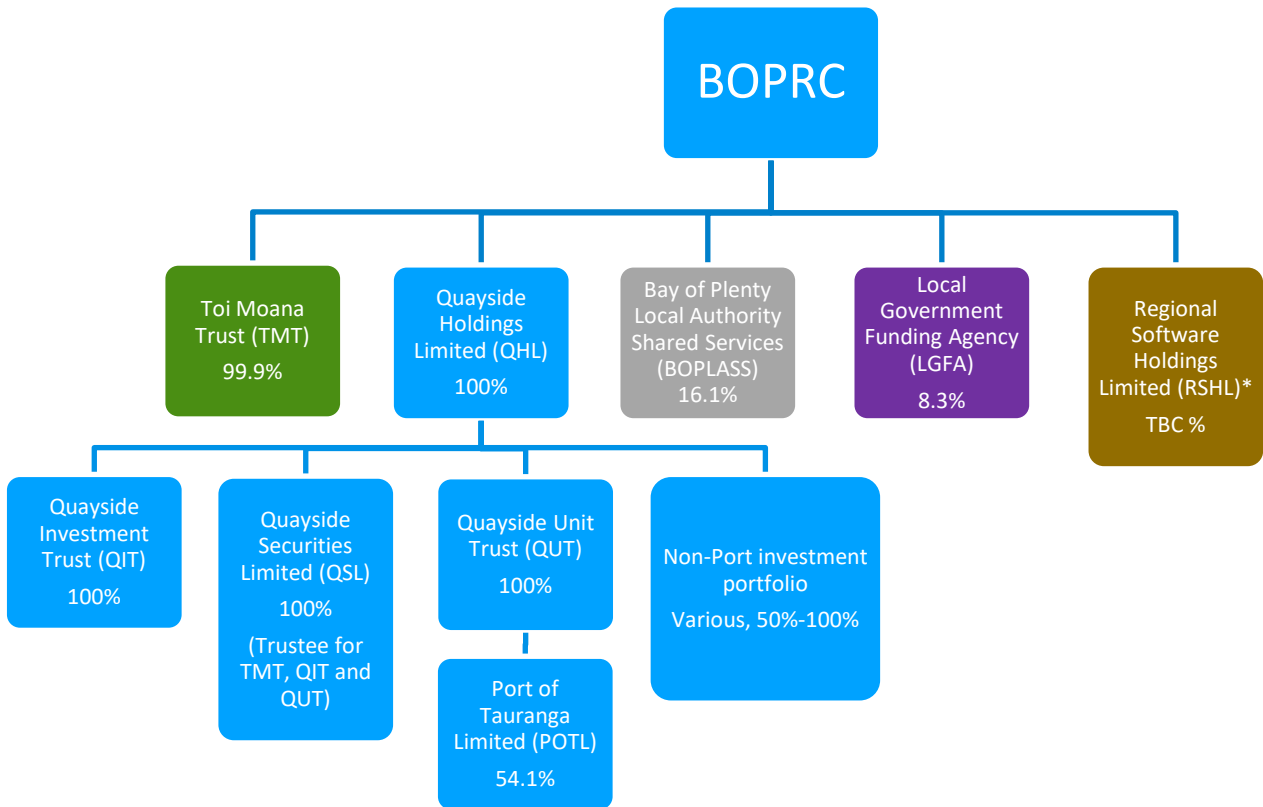 BOPRC
Toi Moana
Trust (TMT)
99.9%
Quayside
Holdings
Limited (QHL)
100%
Bay of Plenty
Local Authority
Shared Services
(BOPLASS)
16.1%
Local
Government
Funding Agency
(LGFA)
8.3%
Regional
Software
Holdings
Limited (RSHL)*
TBC %
Quayside
Investment
Trust (QIT)
100%
Quayside
Securities
Limited (QSL)
100%
(Trustee for
TMT, QIT and
QUT)
Quayside Unit
Trust (QUT)
100%
Non-Port investment
portfolio
Various, 50%-100%
Port of
Tauranga
Limited (POTL)
54.1%